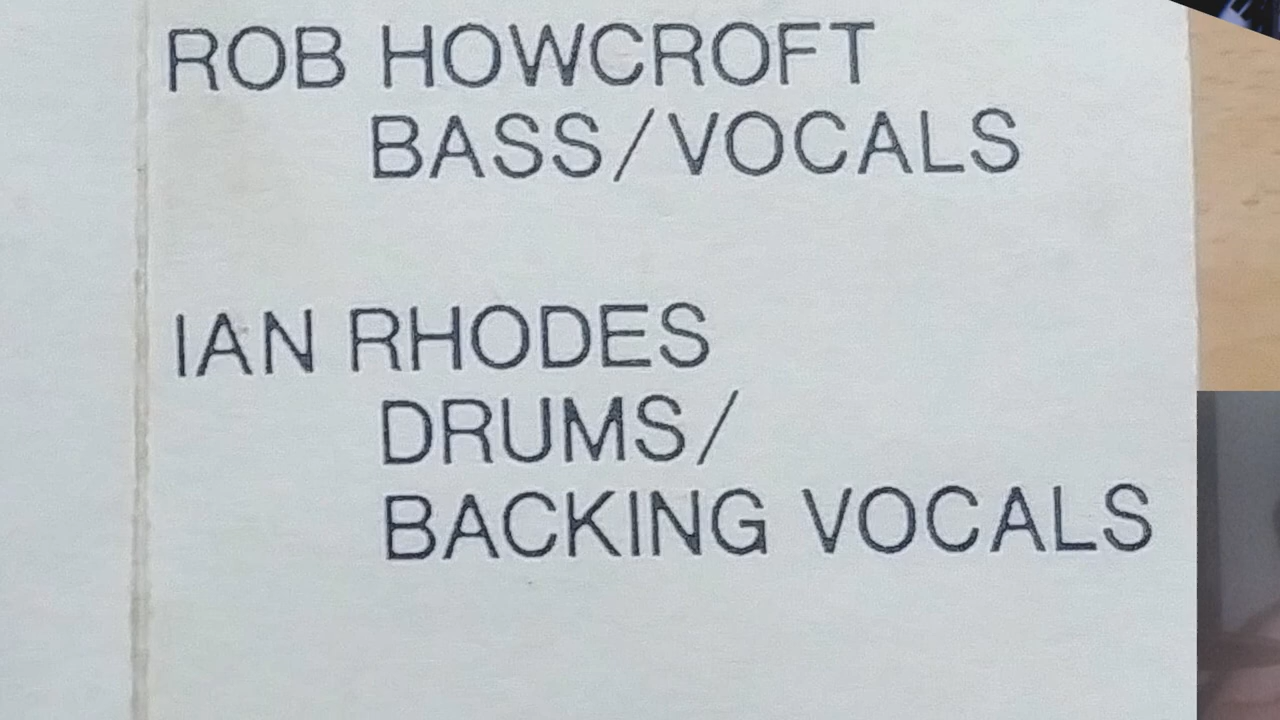 ROB HOWCROFT
BASS/VOCALS
IAN RHODES
DRUMS/
BACKING VOCALS